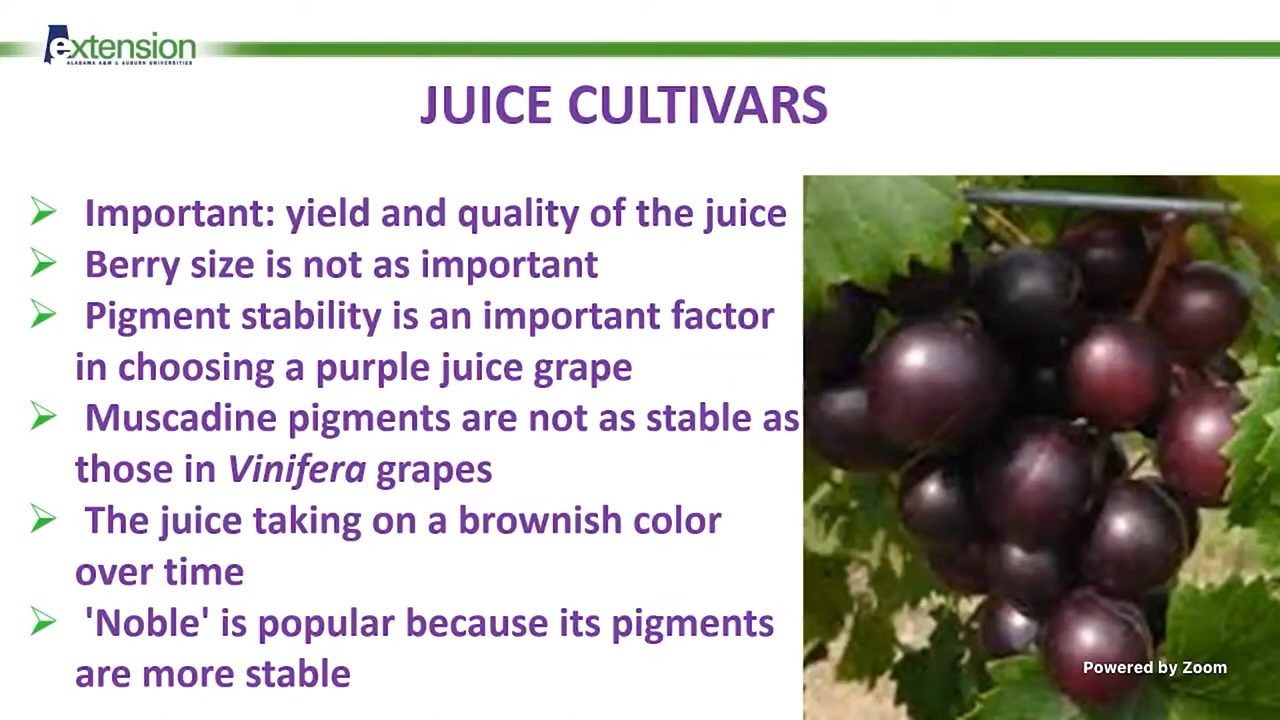 extension
ALABAMA A&M & AUBURN UNIVERSITIES
JUICE CULTIVARS
Important: yield and quality of the juice
Berry size is not as important
Pigment stability is an important factor
in choosing a purple juice grape
Muscadine pigments are not as stable as
those in Vinifera grapes
The juice taking on a brownish color
over time
'Noble' is popular because its pigments
are more stable
Powered by Zoom